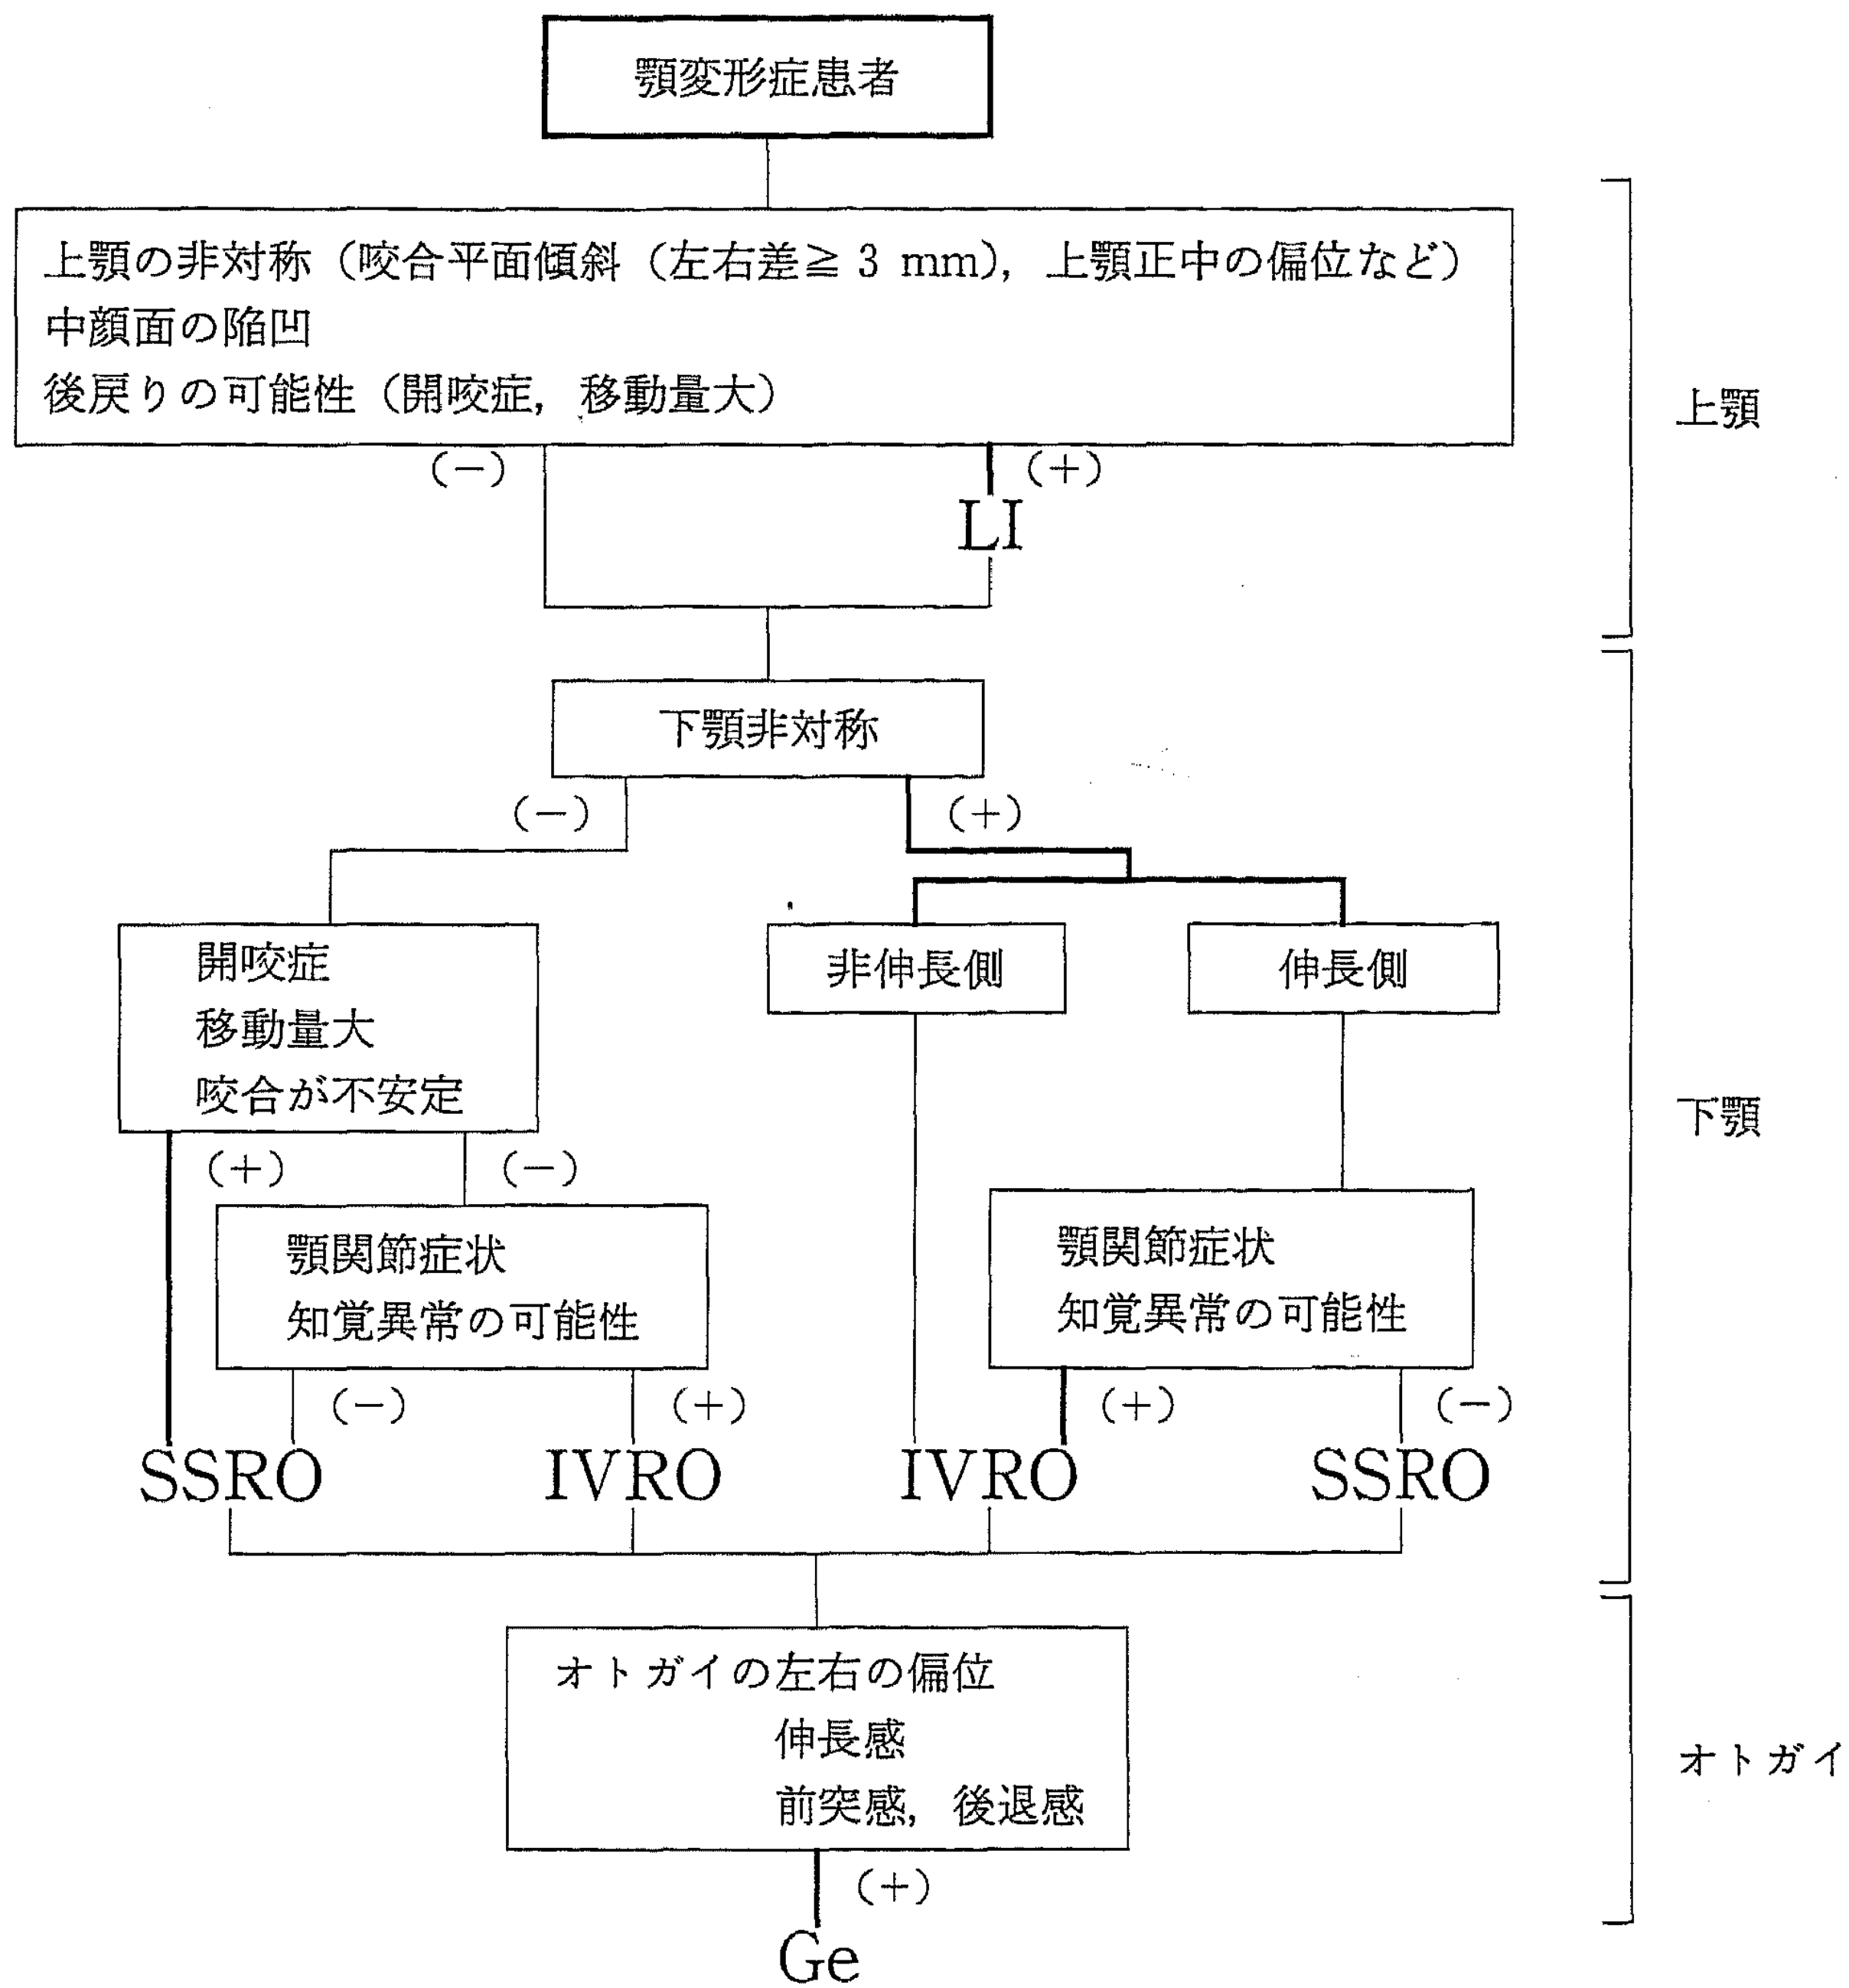 顎変形症患者
上顎の非対称（咬合平面傾斜（左右差≧3 mm），上顎正中の偏位など）
中顔面の陥凹
後戻りの可能性（開咬症，移動量大）
上顎
（−）
（＋）
LI
下顎非対称
（−）
（＋）
開咬症
移動量大
咬合が不安定
非伸長側
伸長側
下顎
（＋）
（−）
顎関節症状
知覚異常の可能性
顎関節症状
知覚異常の可能性
（−）
（＋）
（＋）
（−）
SSRO
IVRO
IVRO
SSRO
オトガイの左右の偏位
伸長感
前突感，後退感
オトガイ
（＋）
Ge